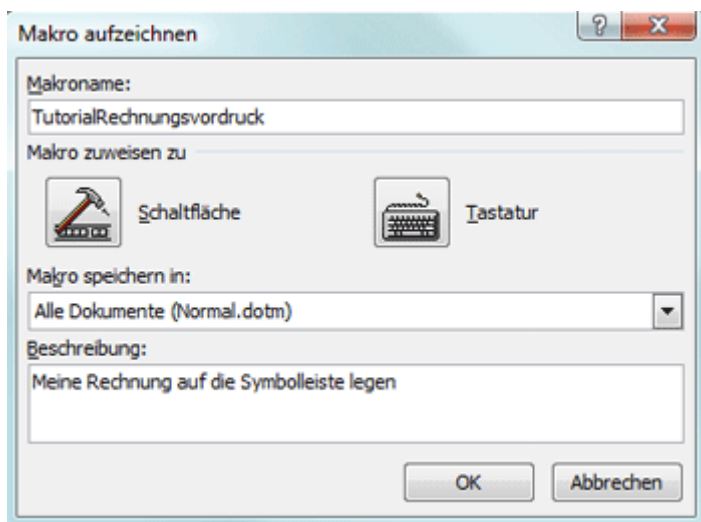 Makro aufzeichnen
Makroname:
TutorialRechnungsvordruck
Makro zuweisen zu
Schaltfläche
Tastatur
Makro speichern in:
Alle Dokumente (Normal.dotm)
Beschreibung:
Meine Rechnung auf die Symbolleiste legen
OK
Abbrechen